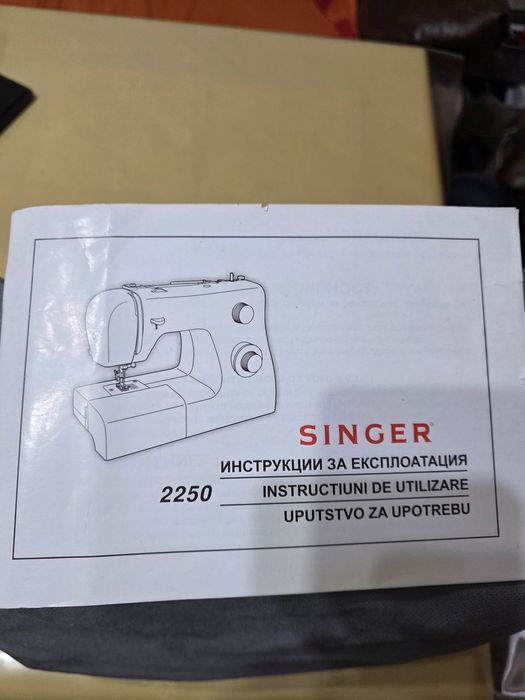 SINGER
ИНСТРУКЦИИ ЗА ЕКСПЛОАТАЦИЯ
2250
INSTRUCTIUNI DE UTILIZARE
UPUTSTVO ZA UPOTREBU